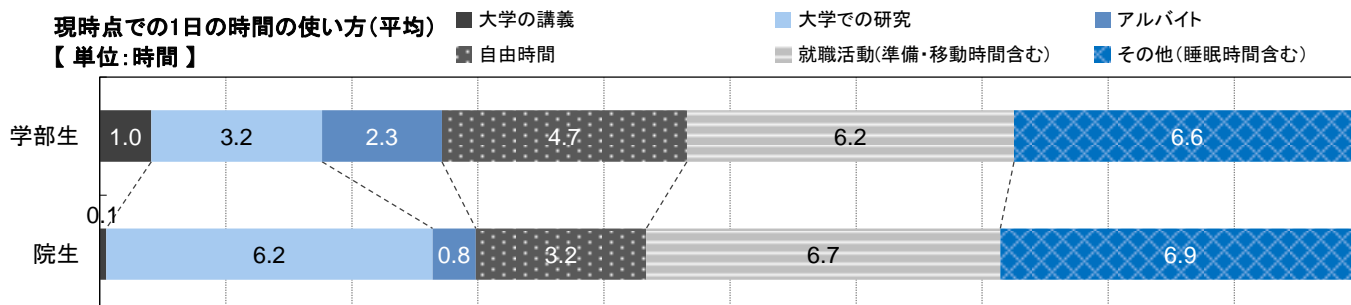 現時点での1日の時間の使い方(平均)
【 単位:時間 】
大学の講義
大学での研究
アルバイト
自由時間
就職活動(準備・移動時間含む)
その他(睡眠時間含む)
学部生
1.0
3.2
2.3
4.7
6.2
6.6
0.1
院生
6.2
0.8
3.2
6.7
6.9